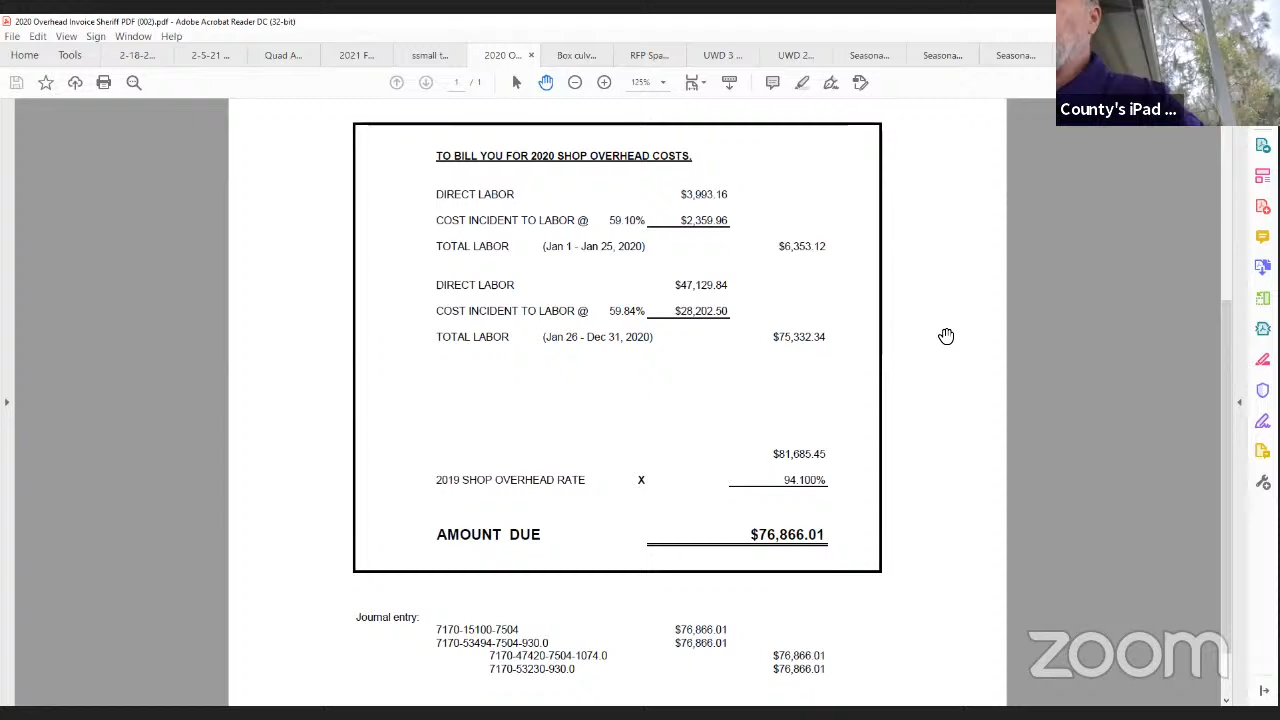 2020 Overhead Invoice Sheriff PDF (002).pdf - Adobe Acrobat Reader DC (32-bit)
File Edit View Sign Window Help
Home Tools 2-18-2... 2-5-21 ... Quad A... 2021 F... ssmall t... 2020 O... × Box culv... RFP Spa... UWD 3 ... UWD 2... Seasona... Seasona... Seasona...
1 / 1 125%
County's iPad ...
TO BILL YOU FOR 2020 SHOP OVERHEAD COSTS.
DIRECT LABOR $3,993.16
COST INCIDENT TO LABOR @ 59.10% $2,359.96
TOTAL LABOR (Jan 1 - Jan 25, 2020) $6,353.12
DIRECT LABOR $47,129.84
COST INCIDENT TO LABOR @ 59.84% $28,202.50
TOTAL LABOR (Jan 26 - Dec 31, 2020) $75,332.34
$81,685.45
2019 SHOP OVERHEAD RATE X 94.100%
AMOUNT DUE $76,866.01
Journal entry:
7170-15100-7504 $76,866.01
7170-53494-7504-930.0 $76,866.01
7170-47420-7504-1074.0 $76,866.01
7170-53230-930.0 $76,866.01
zoom